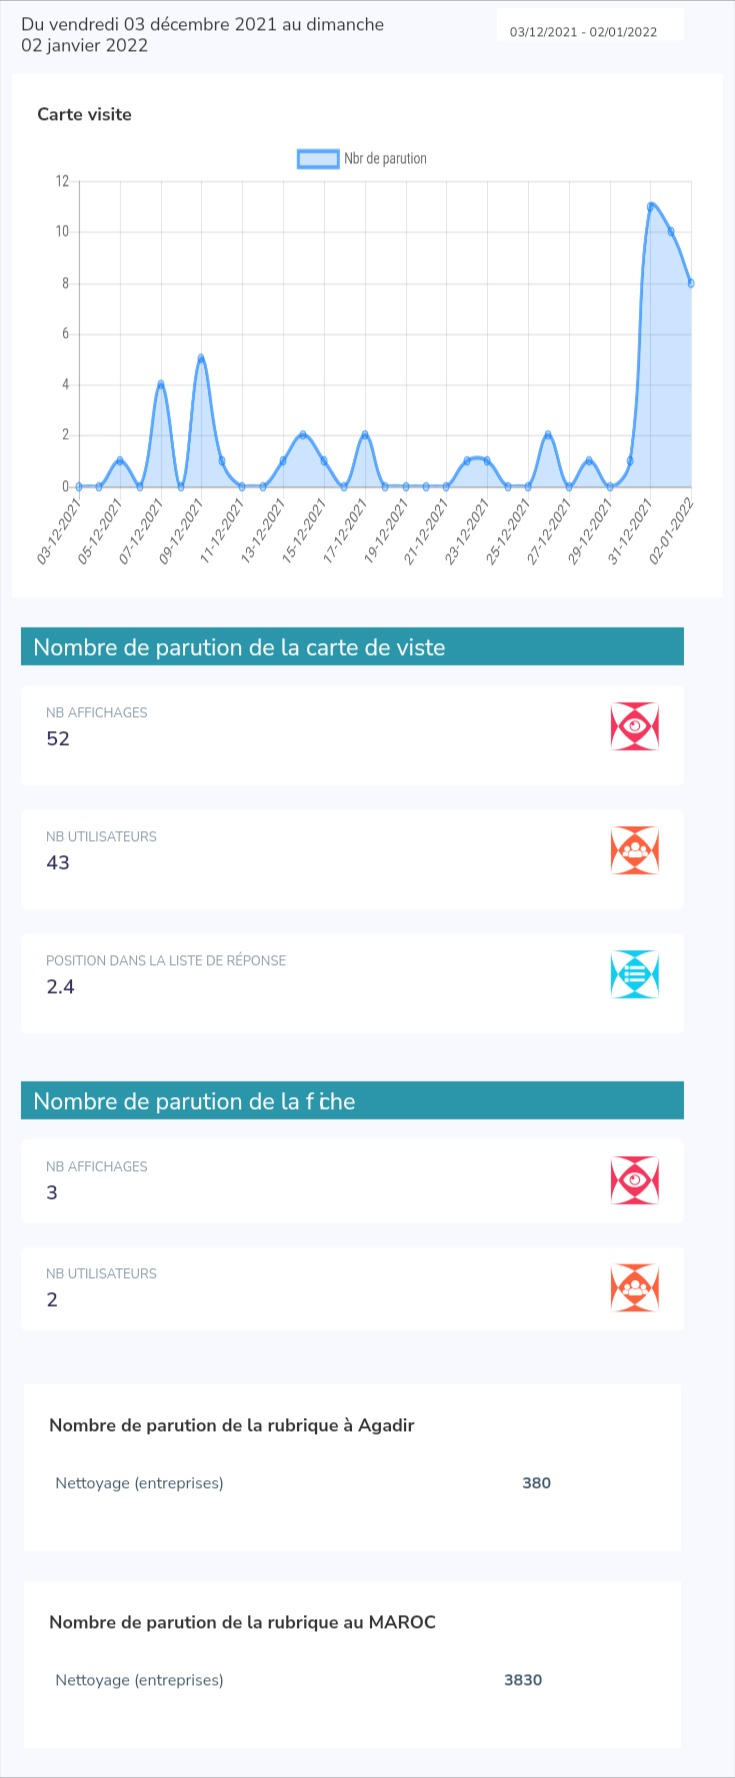 Du vendredi 03 décembre 2021 au dimanche
02 janvier 2022
03/12/2021 - 02/01/2022
Carte visite
Nbr de parution
12
10
8
6
4
2
0
03-12-2021
05-12-2021
07-12-2021
09-12-2021
11-12-2021
13-12-2021
15-12-2021
17-12-2021
19-12-2021
21-12-2021
23-12-2021
25-12-2021
27-12-2021
29-12-2021
31-12-2021
02-01-2022
Nombre de parution de la carte de viste
NB AFFICHAGES
52
NB UTILISATEURS
43
POSITION DANS LA LISTE DE RÉPONSE
2.4
Nombre de parution de la fiche
NB AFFICHAGES
3
NB UTILISATEURS
2
Nombre de parution de la rubrique à Agadir
Nettoyage (entreprises) 380
Nombre de parution de la rubrique au MAROC
Nettoyage (entreprises) 3830